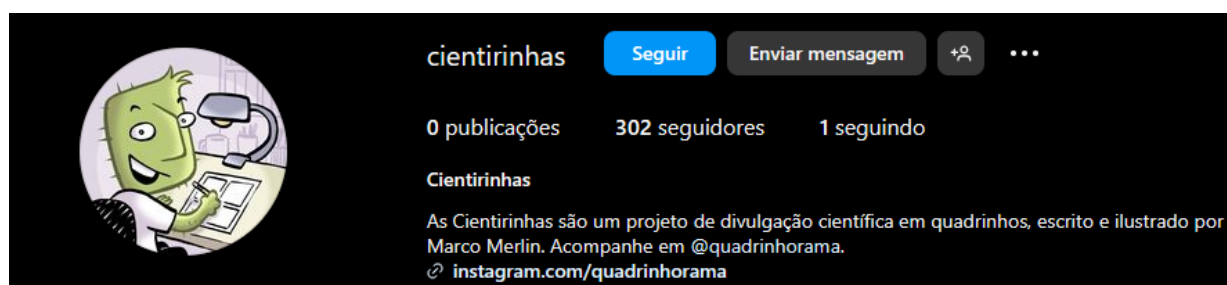 cientirinhas Seguir Enviar mensagem
0 publicações 302 seguidores 1 seguindo
Cientirinhas
As Cientirinhas são um projeto de divulgação científica em quadrinhos, escrito e ilustrado por
Marco Merlin. Acompanhe em @quadrinhorama.
instagram.com/quadrinhorama